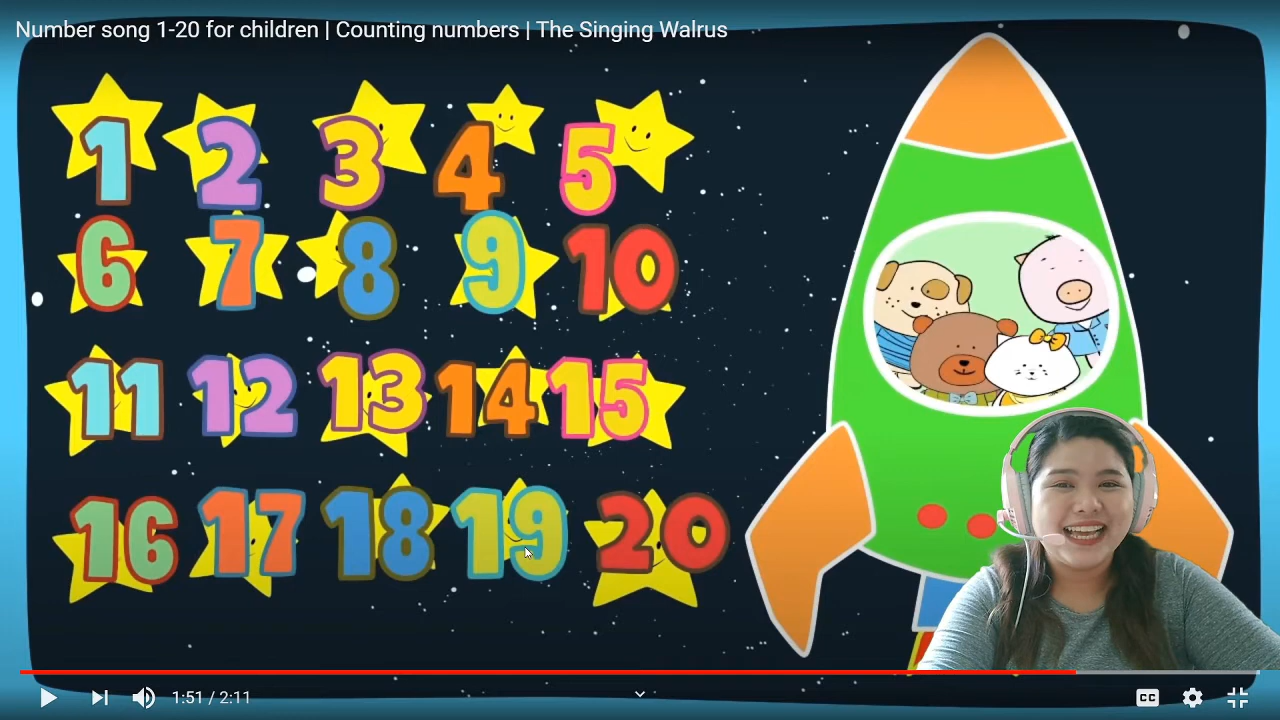 Number song 1-20 for children | Counting numbers | The Singing Walrus
1 2 3 4 5
6 7 8 9 10
11 12 13 14 15
16 17 18 19 20
1:51 / 2:11
CC